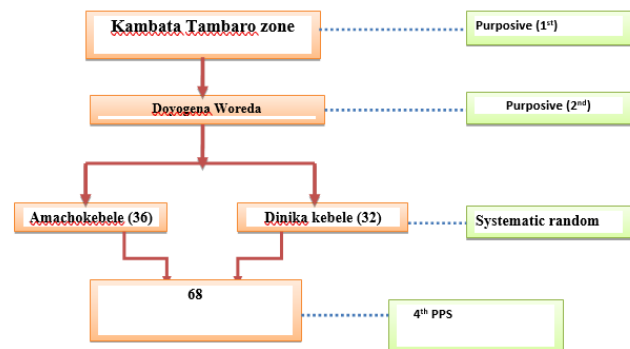 Kambata Tambaro zone
Purposive (1st)
Doyogena Woreda
Purposive (2nd)
Amachokebele (36)
Dinika kebele (32)
Systematic random
68
4th PPS